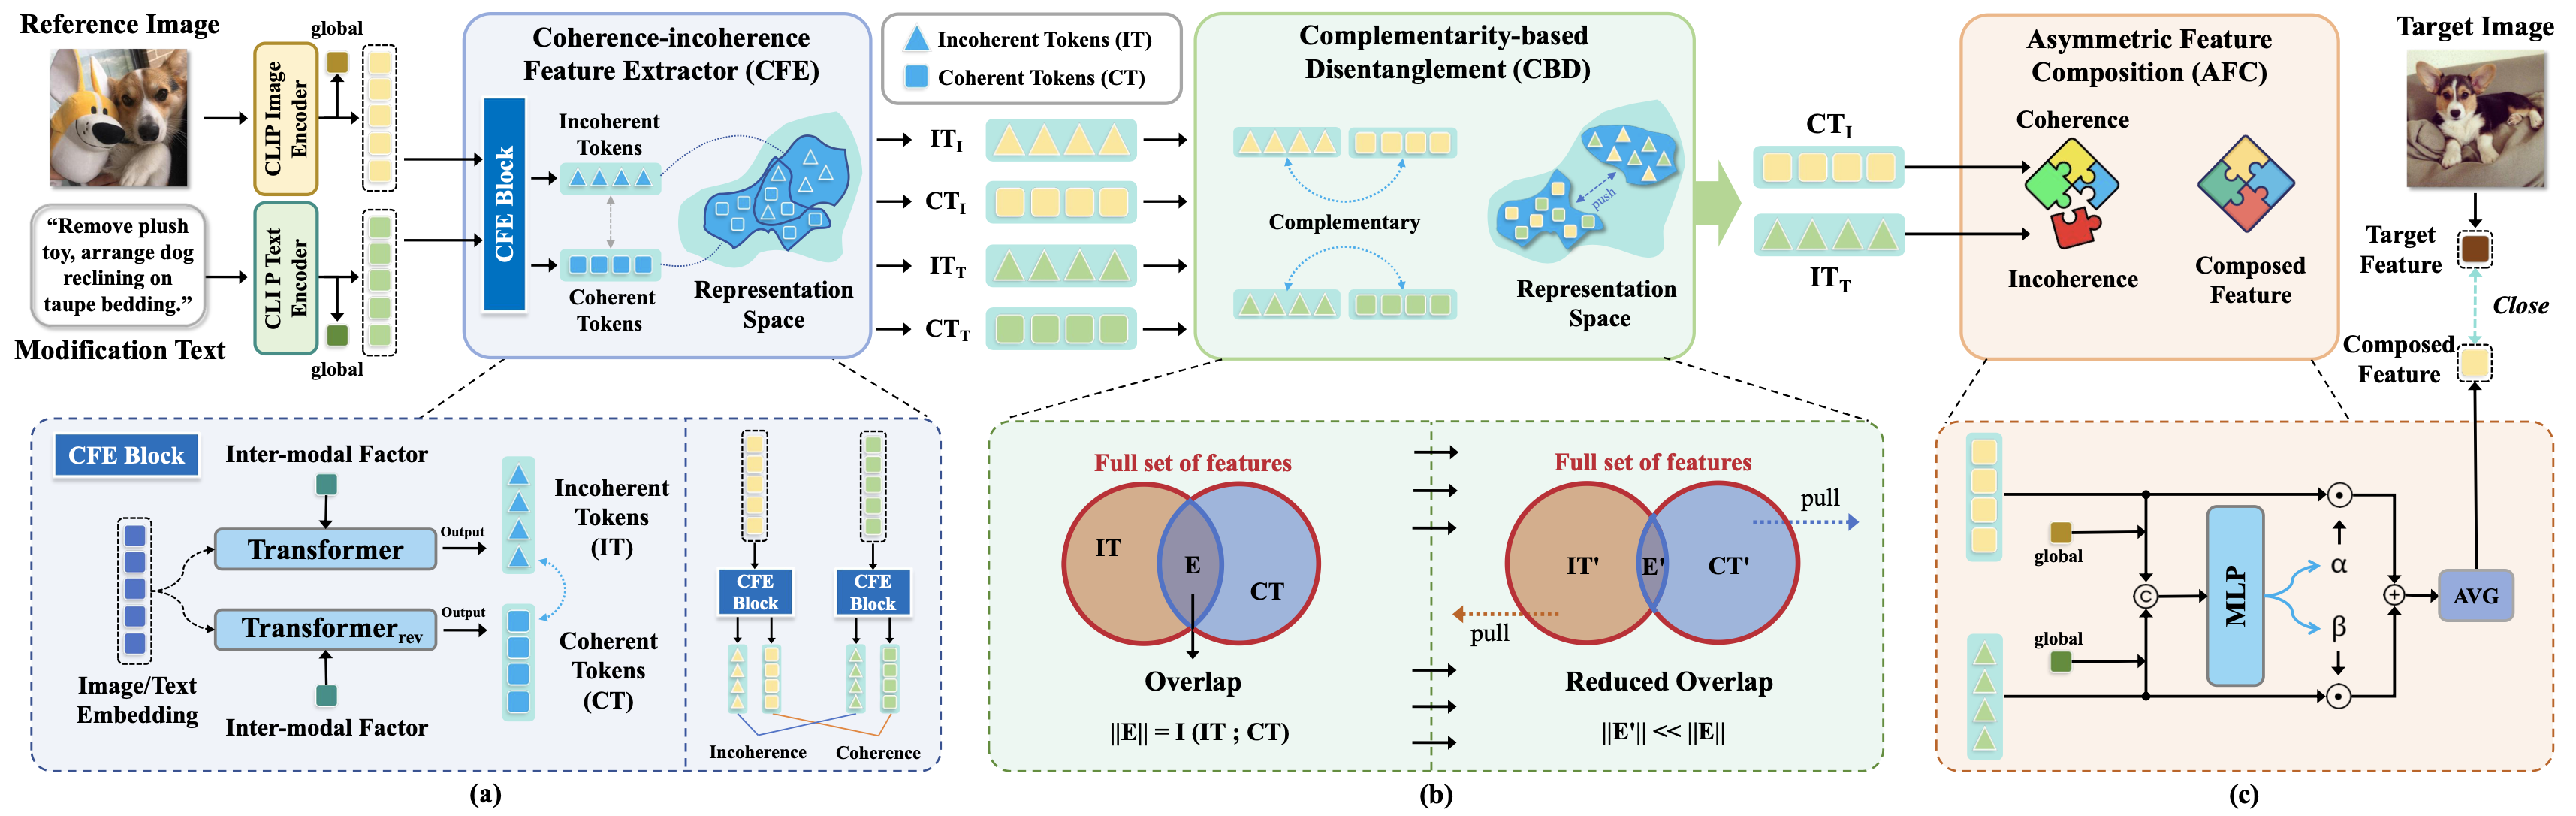 Reference Image
global
CLIP Image
Encoder
“Remove plush
toy, arrange dog
reclining on
taupe bedding.”
Modification Text
CLI P Text
Encoder
global
Coherence-incoherence
Feature Extractor (CFE)
CFE Block
Incoherent
Tokens
Coherent
Tokens
Representation
Space
Incoherent Tokens (IT)
Coherent Tokens (CT)
IT_I
CT_I
IT_T
CT_T
Complementarity-based
Disentanglement (CBD)
Complementary
push
Representation
Space
CT_I
IT_T
Asymmetric Feature
Composition (AFC)
Coherence
Incoherence
Composed
Feature
Target Image
Target
Feature
Close
Composed
Feature
CFE Block
Inter-modal Factor
Transformer
Output
Incoherent
Tokens
(IT)
Image/Text
Embedding
Transformer_rev
Output
Coherent
Tokens
(CT)
Inter-modal Factor
CFE
Block
CFE
Block
Incoherence
Coherence
(a)
Full set of features
IT
E
CT
Overlap
||E|| = I (IT ; CT)
Full set of features
pull
IT'
E'
CT'
pull
Reduced Overlap
||E'|| << ||E||
(b)
global
global
C
MLP
α
β
AVG
(c)